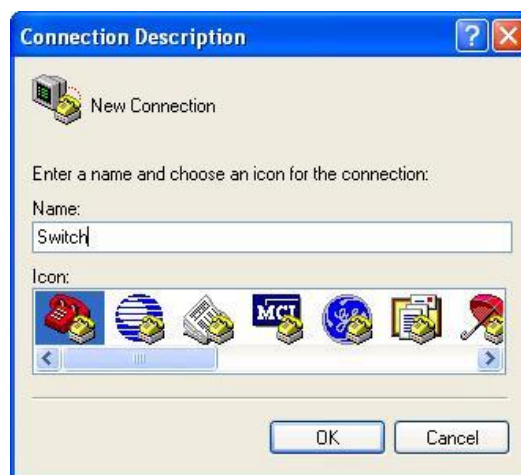 Connection Description
New Connection
Enter a name and choose an icon for the connection:
Name:
Switch
Icon:
MCI
OK Cancel